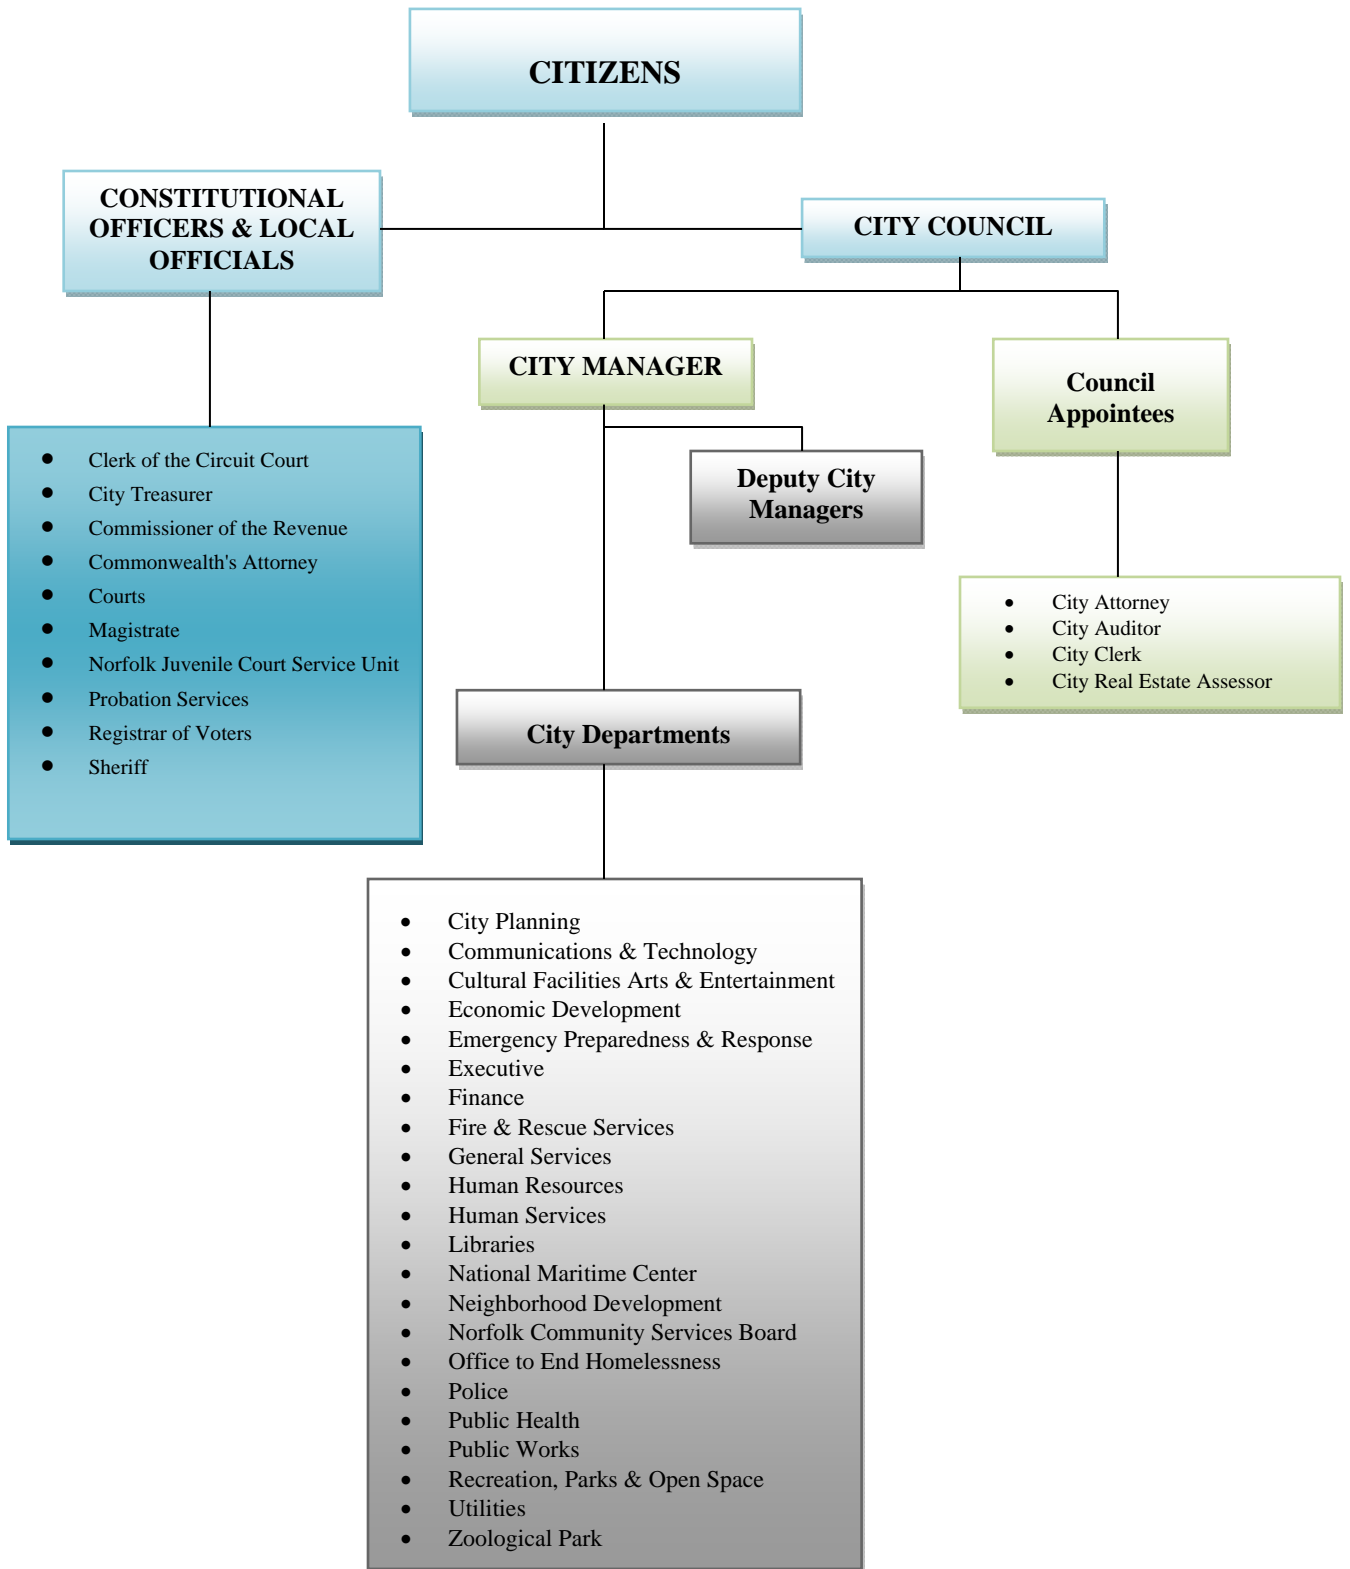 CITIZENS
CONSTITUTIONAL
OFFICERS & LOCAL
OFFICIALS
CITY COUNCIL
CITY MANAGER
Council
Appointees
Deputy City
Managers
• Clerk of the Circuit Court
• City Treasurer
• Commissioner of the Revenue
• Commonwealth's Attorney
• Courts
• Magistrate
• Norfolk Juvenile Court Service Unit
• Probation Services
• Registrar of Voters
• Sheriff
• City Attorney
• City Auditor
• City Clerk
• City Real Estate Assessor
City Departments
• City Planning
• Communications & Technology
• Cultural Facilities Arts & Entertainment
• Economic Development
• Emergency Preparedness & Response
• Executive
• Finance
• Fire & Rescue Services
• General Services
• Human Resources
• Human Services
• Libraries
• National Maritime Center
• Neighborhood Development
• Norfolk Community Services Board
• Office to End Homelessness
• Police
• Public Health
• Public Works
• Recreation, Parks & Open Space
• Utilities
• Zoological Park